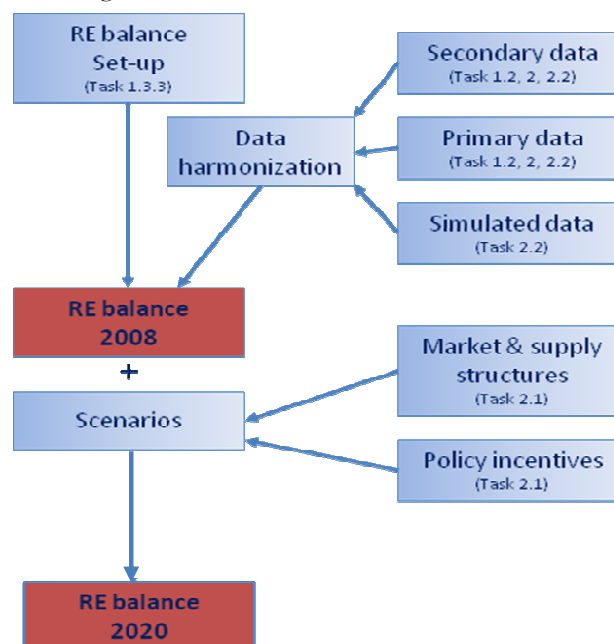 RE balance
Set-up
(Task 1.3.3)
Secondary data
(Task 1.2, 2, 2.2)
Data
harmonization
Primary data
(Task 1.2, 2, 2.2)
Simulated data
(Task 2.2)
RE balance
2008
+
Scenarios
Market & supply
structures
(Task 2.1)
Policy incentives
(Task 2.1)
RE balance
2020